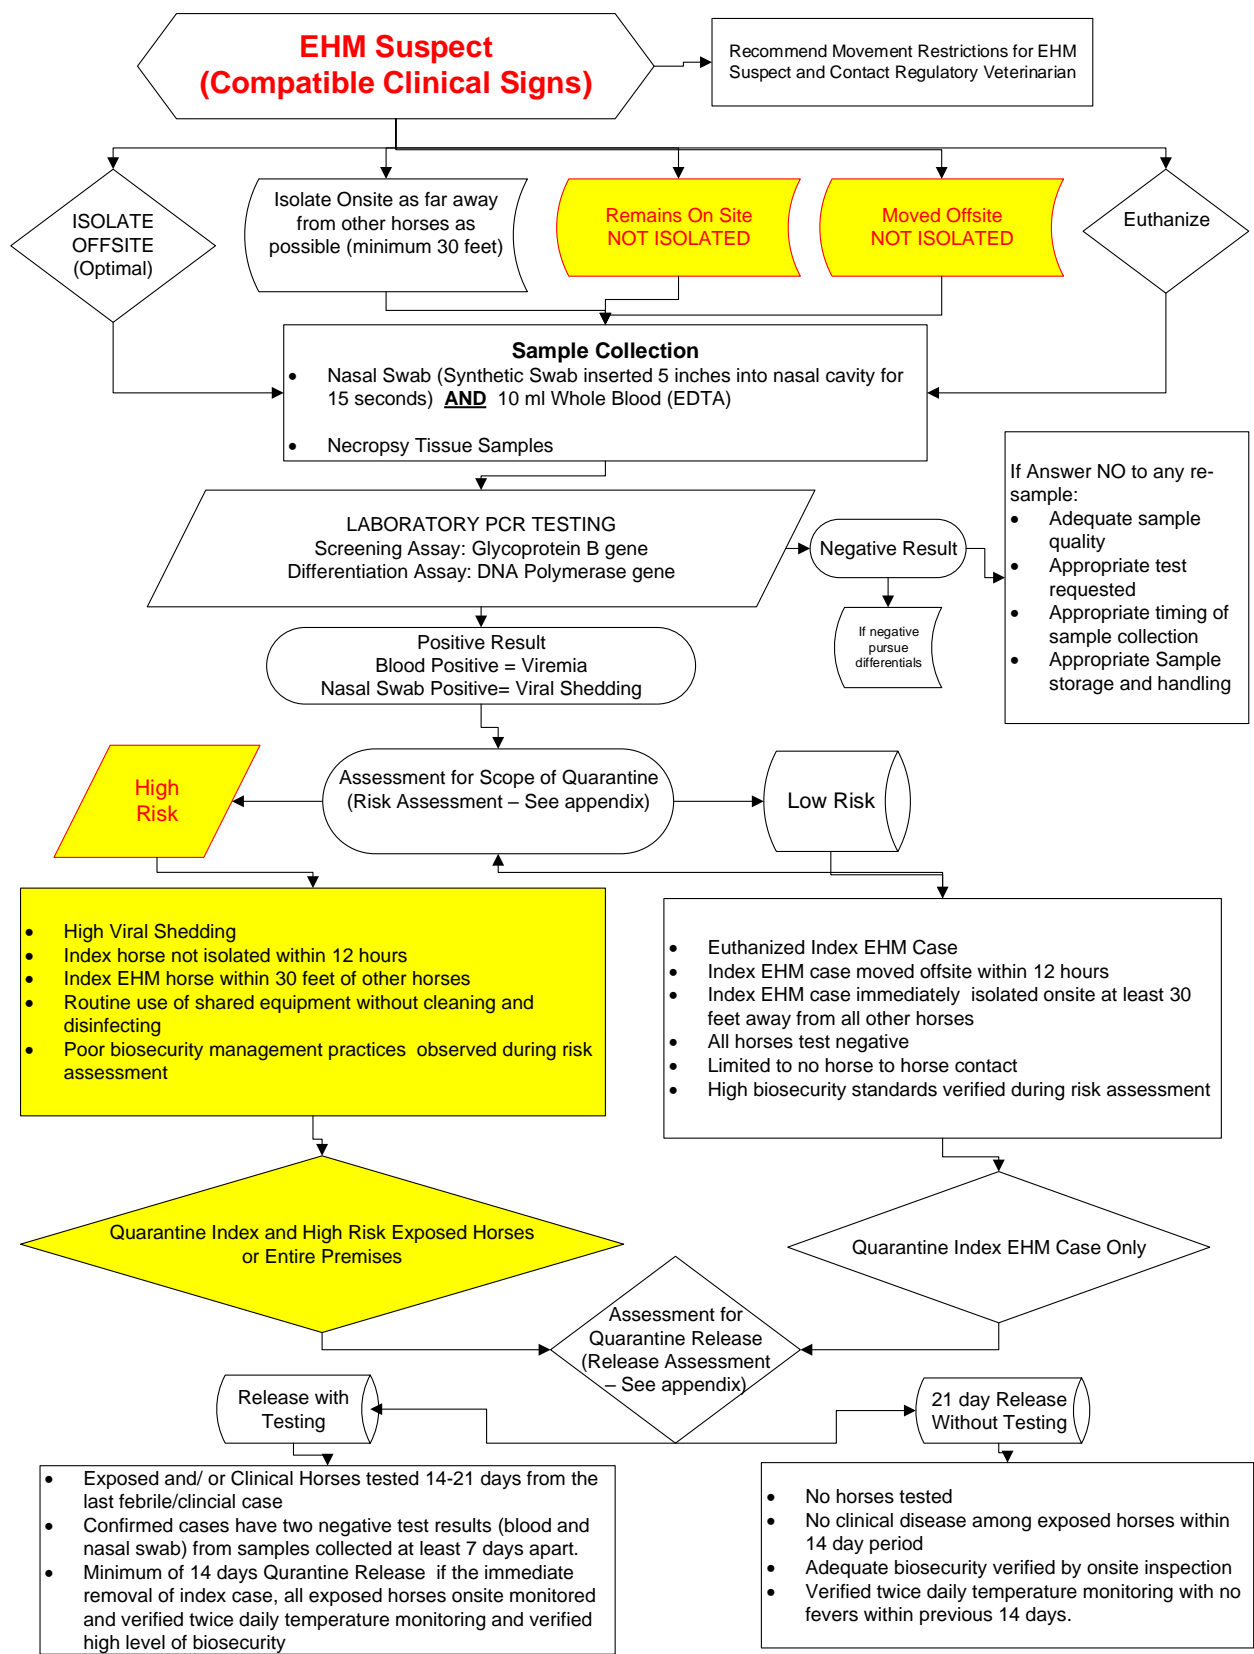 EHM Suspect
(Compatible Clinical Signs)
Recommend Movement Restrictions for EHM
Suspect and Contact Regulatory Veterinarian
ISOLATE
OFFSITE
(Optimal)
Isolate Onsite as far away
from other horses as
possible (minimum 30 feet)
Remains On Site
NOT ISOLATED
Moved Offsite
NOT ISOLATED
Euthanize
Sample Collection
• Nasal Swab (Synthetic Swab inserted 5 inches into nasal cavity for
15 seconds) AND 10 ml Whole Blood (EDTA)
• Necropsy Tissue Samples
If Answer NO to any re-
sample:
• Adequate sample
quality
• Appropriate test
requested
• Appropriate timing of
sample collection
• Appropriate Sample
storage and handling
LABORATORY PCR TESTING
Screening Assay: Glycoprotein B gene
Differentiation Assay: DNA Polymerase gene
Negative Result
If negative
pursue
differentials
Positive Result
Blood Positive = Viremia
Nasal Swab Positive= Viral Shedding
High
Risk
Assessment for Scope of Quarantine
(Risk Assessment – See appendix)
Low Risk
• High Viral Shedding
• Index horse not isolated within 12 hours
• Index EHM horse within 30 feet of other horses
• Routine use of shared equipment without cleaning and
disinfecting
• Poor biosecurity management practices observed during risk
assessment
• Euthanized Index EHM Case
• Index EHM case moved offsite within 12 hours
• Index EHM case immediately isolated onsite at least 30
feet away from all other horses
• All horses test negative
• Limited to no horse to horse contact
• High biosecurity standards verified during risk assessment
Quarantine Index and High Risk Exposed Horses
or Entire Premises
Quarantine Index EHM Case Only
Assessment for
Quarantine Release
(Release Assessment
– See appendix)
Release with
Testing
21 day Release
Without Testing
• Exposed and/ or Clinical Horses tested 14-21 days from the
last febrile/clincial case
• Confirmed cases have two negative test results (blood and
nasal swab) from samples collected at least 7 days apart.
• Minimum of 14 days Qurantine Release if the immediate
removal of index case, all exposed horses onsite monitored
and verified twice daily temperature monitoring and verified
high level of biosecurity
• No horses tested
• No clinical disease among exposed horses within
14 day period
• Adequate biosecurity verified by onsite inspection
• Verified twice daily temperature monitoring with no
fevers within previous 14 days.